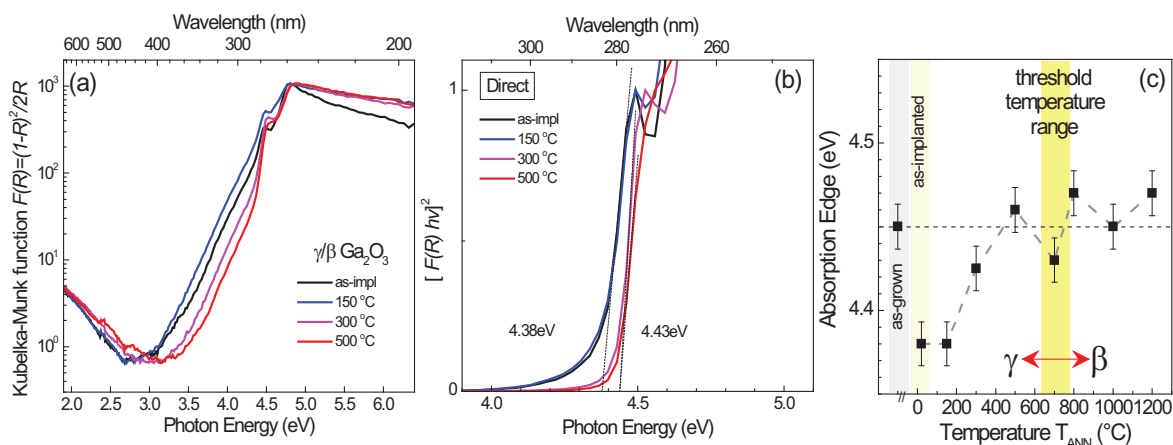 Wavelength (nm)
600 500 400 300 200
(a)
Kubelka-Munk function F(R)=(1-R)²/2R
10³
10²
10¹
10⁰
γ/β Ga₂O₃
as-impl
150 °C
300 °C
500 °C
2.0 2.5 3.0 3.5 4.0 4.5 5.0 5.5 6.0
Photon Energy (eV)
Wavelength (nm)
300 280 260
(b)
Direct
[ F(R) hν]²
1
0
as-impl
150 °C
300 °C
500 °C
4.38eV
4.43eV
4.0 4.5 5.0
Photon Energy (eV)
(c)
Absorption Edge (eV)
4.5
4.4
as-grown
as-implanted
threshold
temperature
range
γ β
0 200 400 600 800 1000 1200
Temperature T_ANN (°C)